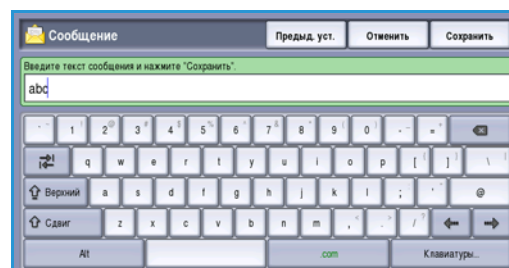 Сообщение Предыд. уст. Отменить Сохранить
Введите текст сообщения и нажмите "Сохранить".
abc
1 2 @ 3 # 4 $ 5 % 6 ^ 7 & 8 * 9 ( 0 ) - _ = +
q w e r t y u i o p [ { ] } \ |
Верхний a s d f g h j k l ; : ' " @
Сдвиг z x c v b n m , < . > / ?
Alt .com Клавиатуры...